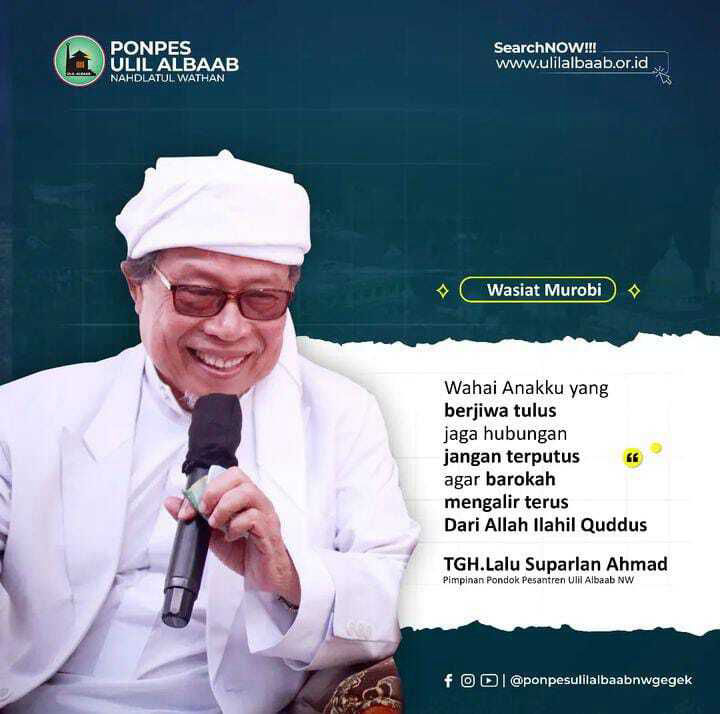 PONPES
ULIL ALBAAB
NAHDLATUL WATHAN
ULIL ALBAAB
SearchNOW!!!
www.ulilalbaab.or.id
Wasiat Murobi
Wahai Anakku yang
berjiwa tulus
jaga hubungan
jangan terputus
agar barokah
mengalir terus
Dari Allah Ilahil Quddus
TGH.Lalu Suparlan Ahmad
Pimpinan Pondok Pesantren Ulil Albaab NW
| @ponpesulilalbaabnwgegek